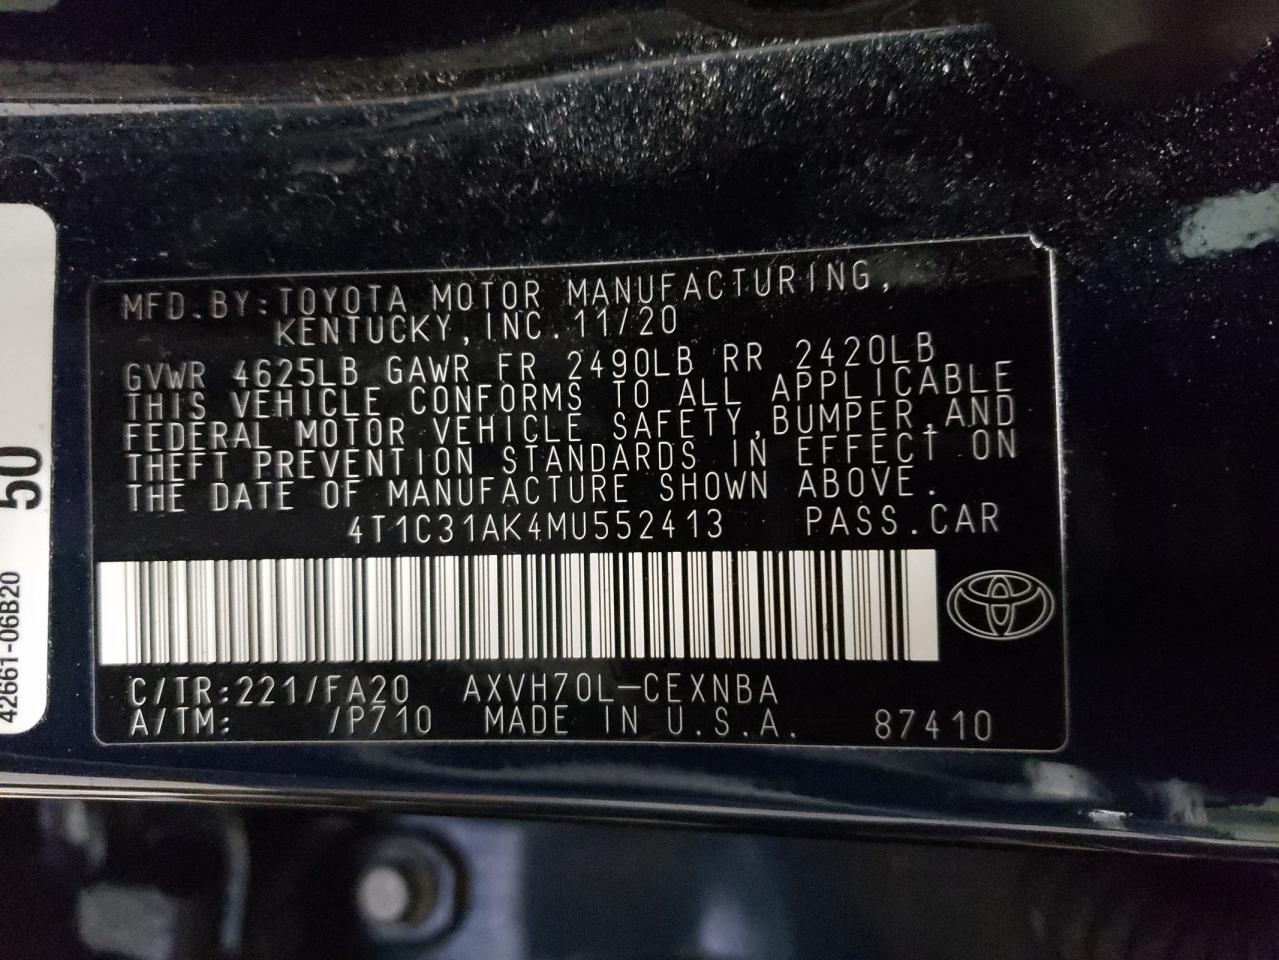 MFD.BY:TOYOTA MOTOR MANUFACTURING,
KENTUCKY,INC.11/20
GVWR 4625LB GAWR FR 2490LB RR 2420LB
THIS VEHICLE CONFORMS TO ALL APPLICABLE
FEDERAL MOTOR VEHICLE SAFETY,BUMPER,AND
THEFT PREVENTION STANDARDS IN EFFECT ON
THE DATE OF MANUFACTURE SHOWN ABOVE.
4T1C31AK4MU552413 PASS.CAR
C/TR:221/FA20 AXVH70L-CEXNBA
A/TM: /P710 MADE IN U.S.A. 87410
50
42661-06B20